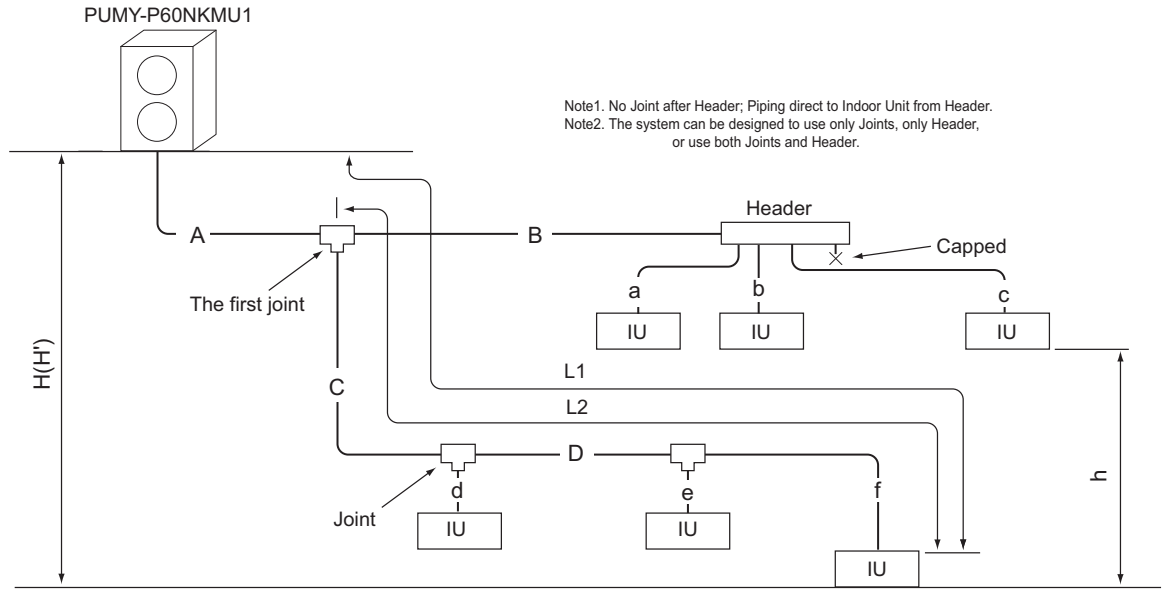 PUMY-P60NKMU1
Note1. No Joint after Header; Piping direct to Indoor Unit from Header.
Note2. The system can be designed to use only Joints, only Header,
or use both Joints and Header.
Header
A
B
Capped
The first joint
a
b
c
IU
IU
IU
H(H')
L1
C
L2
D
h
d
e
f
Joint
IU
IU
IU